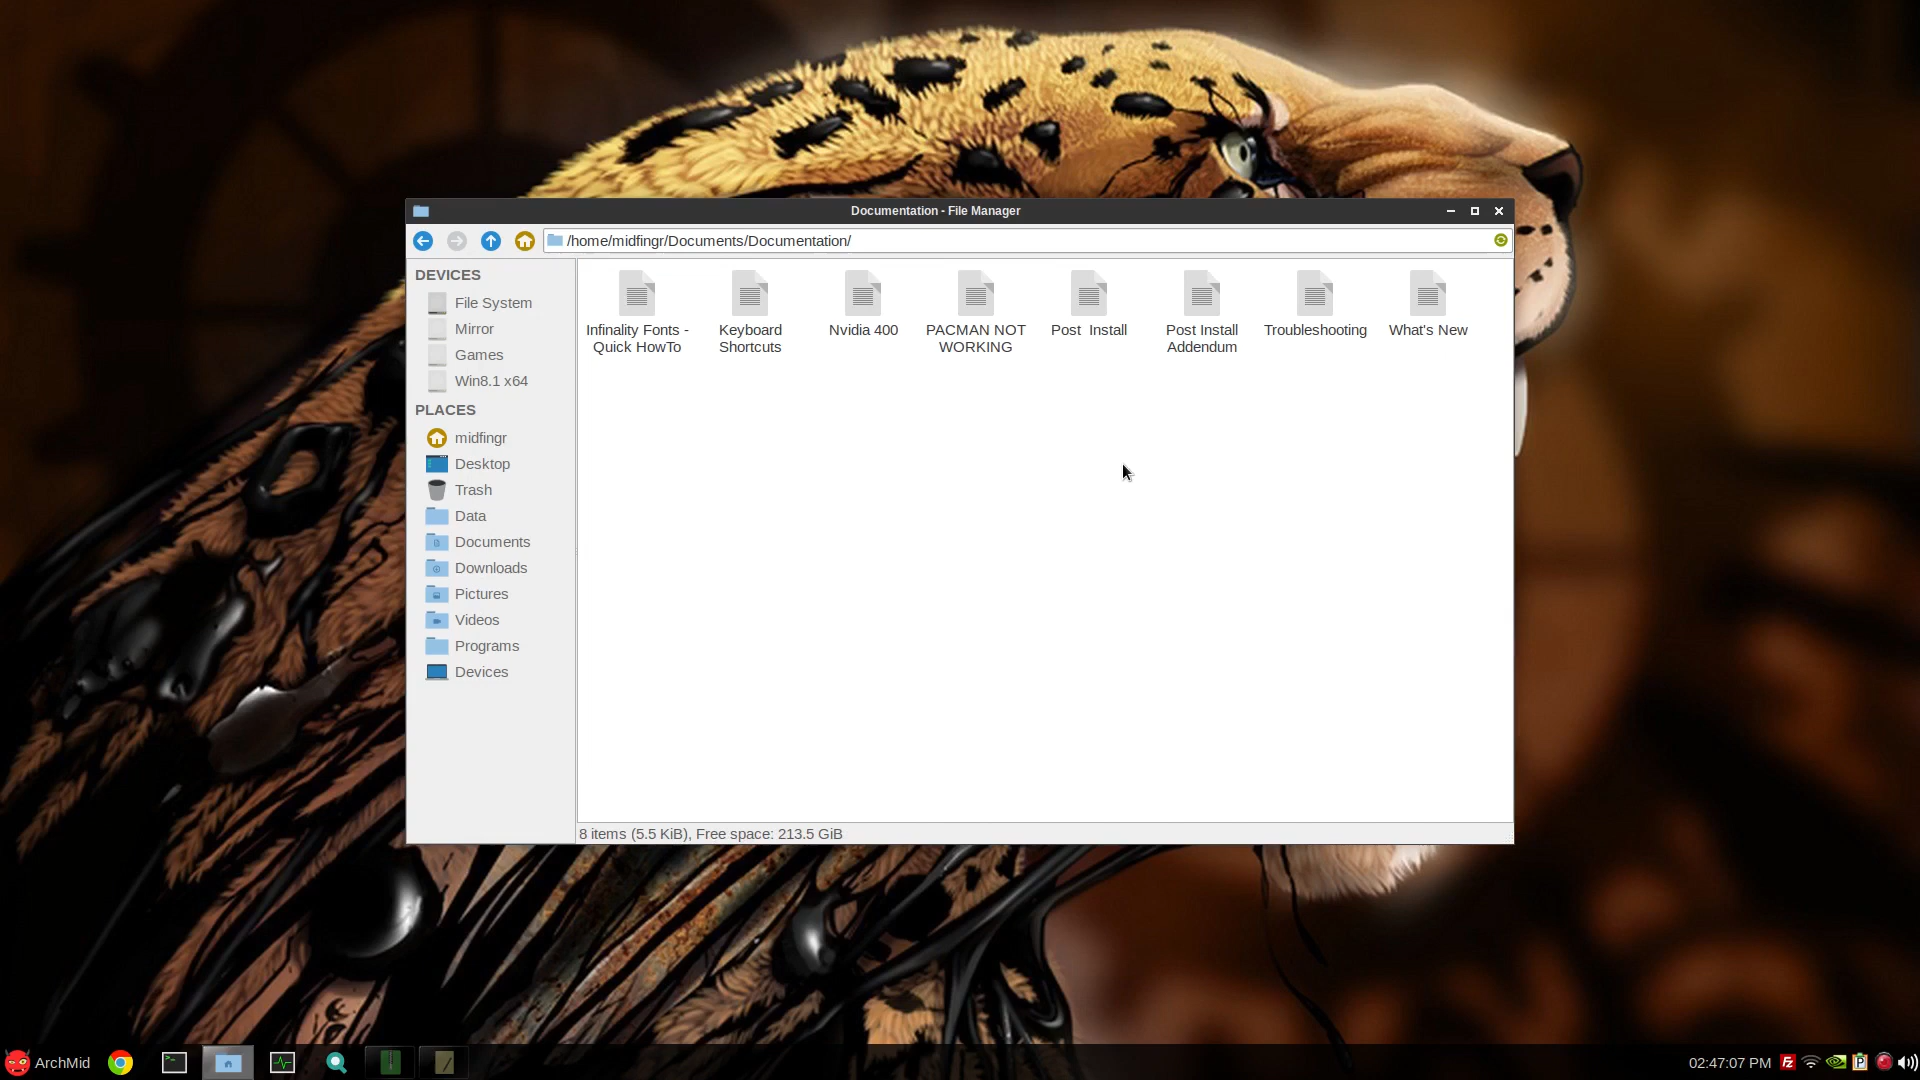 Documentation - File Manager
/home/midfingr/Documents/Documentation/
DEVICES
File System
Mirror
Games
Win8.1 x64
PLACES
midfingr
Desktop
Trash
Data
Documents
Downloads
Pictures
Videos
Programs
Devices
Infinality Fonts -
Quick HowTo
Keyboard
Shortcuts
Nvidia 400
PACMAN NOT
WORKING
Post  Install
Post Install
Addendum
Troubleshooting
What's New
8 items (5.5 KiB), Free space: 213.5 GiB
ArchMid
02:47:07 PM